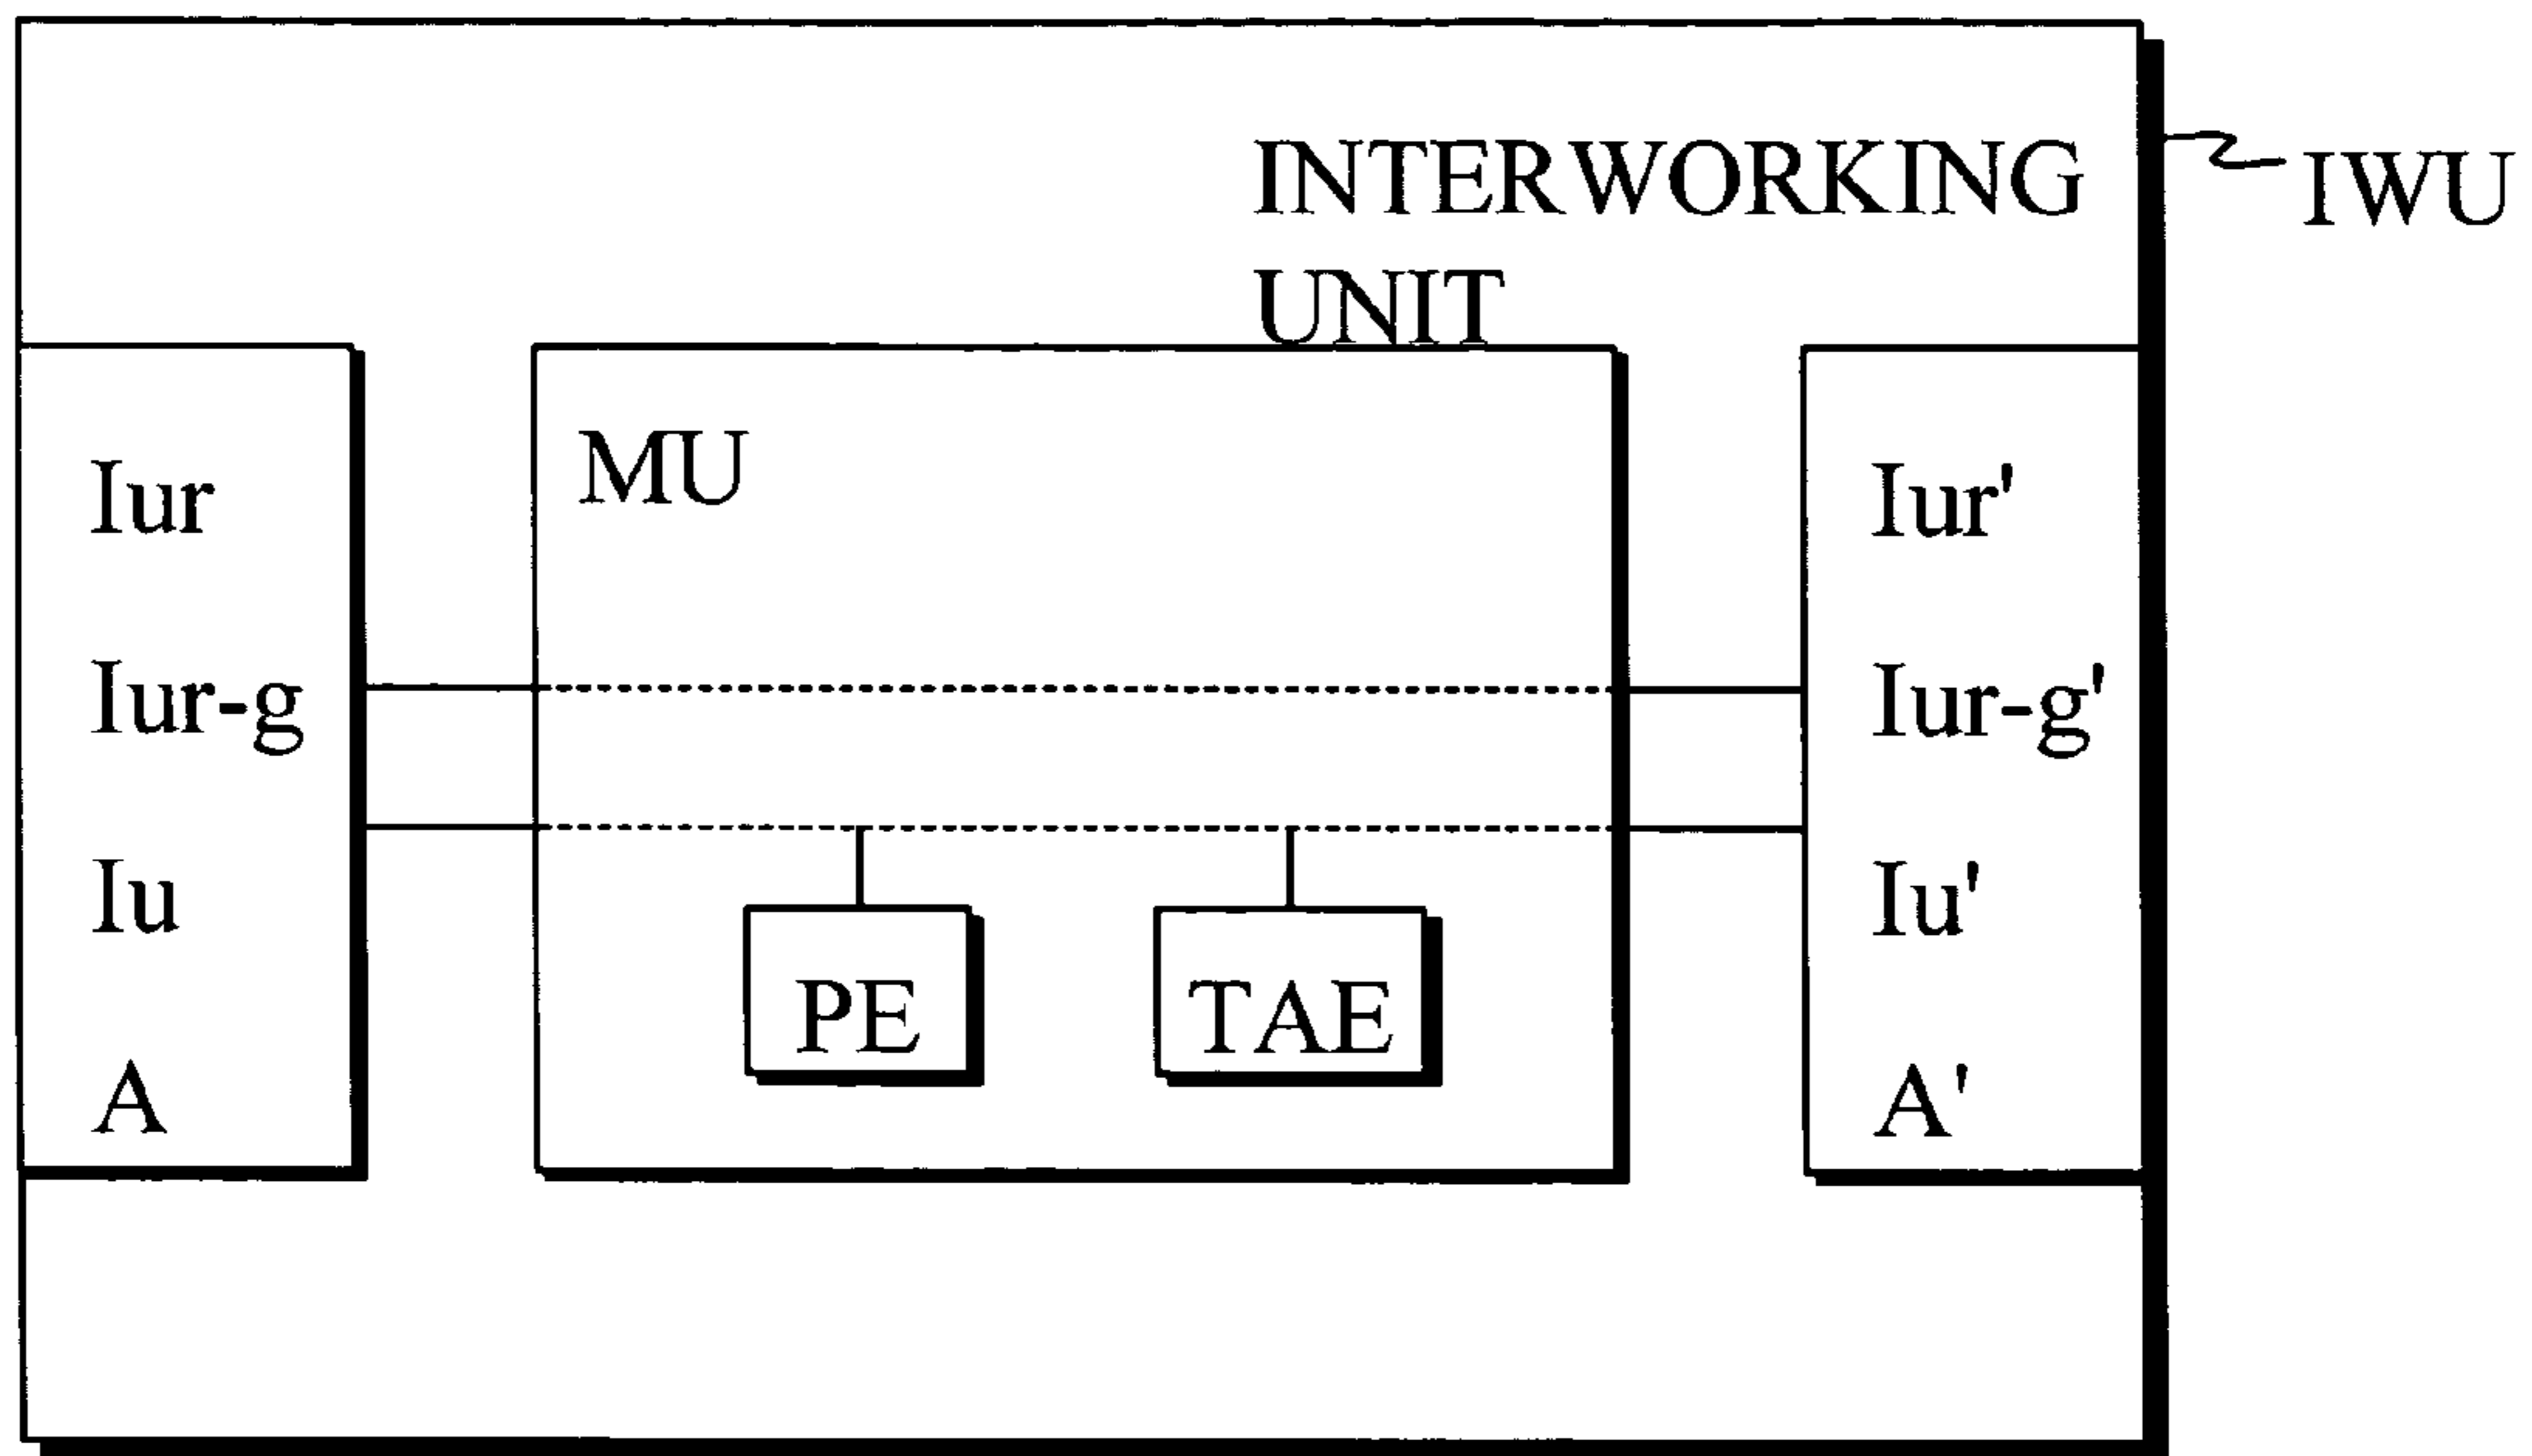 INTERWORKING
UNIT
IWU
Iur
Iur-g
Iu
A
MU
PE
TAE
Iur'
Iur-g'
Iu'
A'